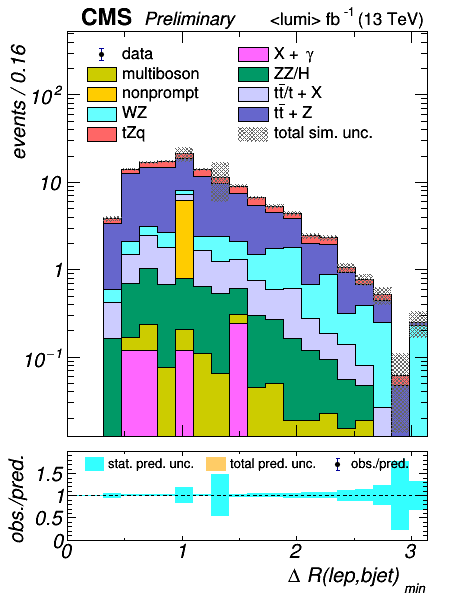 CMS Preliminary <lumi> fb⁻¹ (13 TeV)
events / 0.16
data X + γ
multiboson ZZ/H
nonprompt tt̄/t + X
WZ tt̄ + Z
tZq total sim. unc.
10²
10
1
10⁻¹
obs./pred.
stat. pred. unc. total pred. unc. obs./pred.
1.5
1
0.5
0
0 1 2 3
Δ R(lep,bjet) min